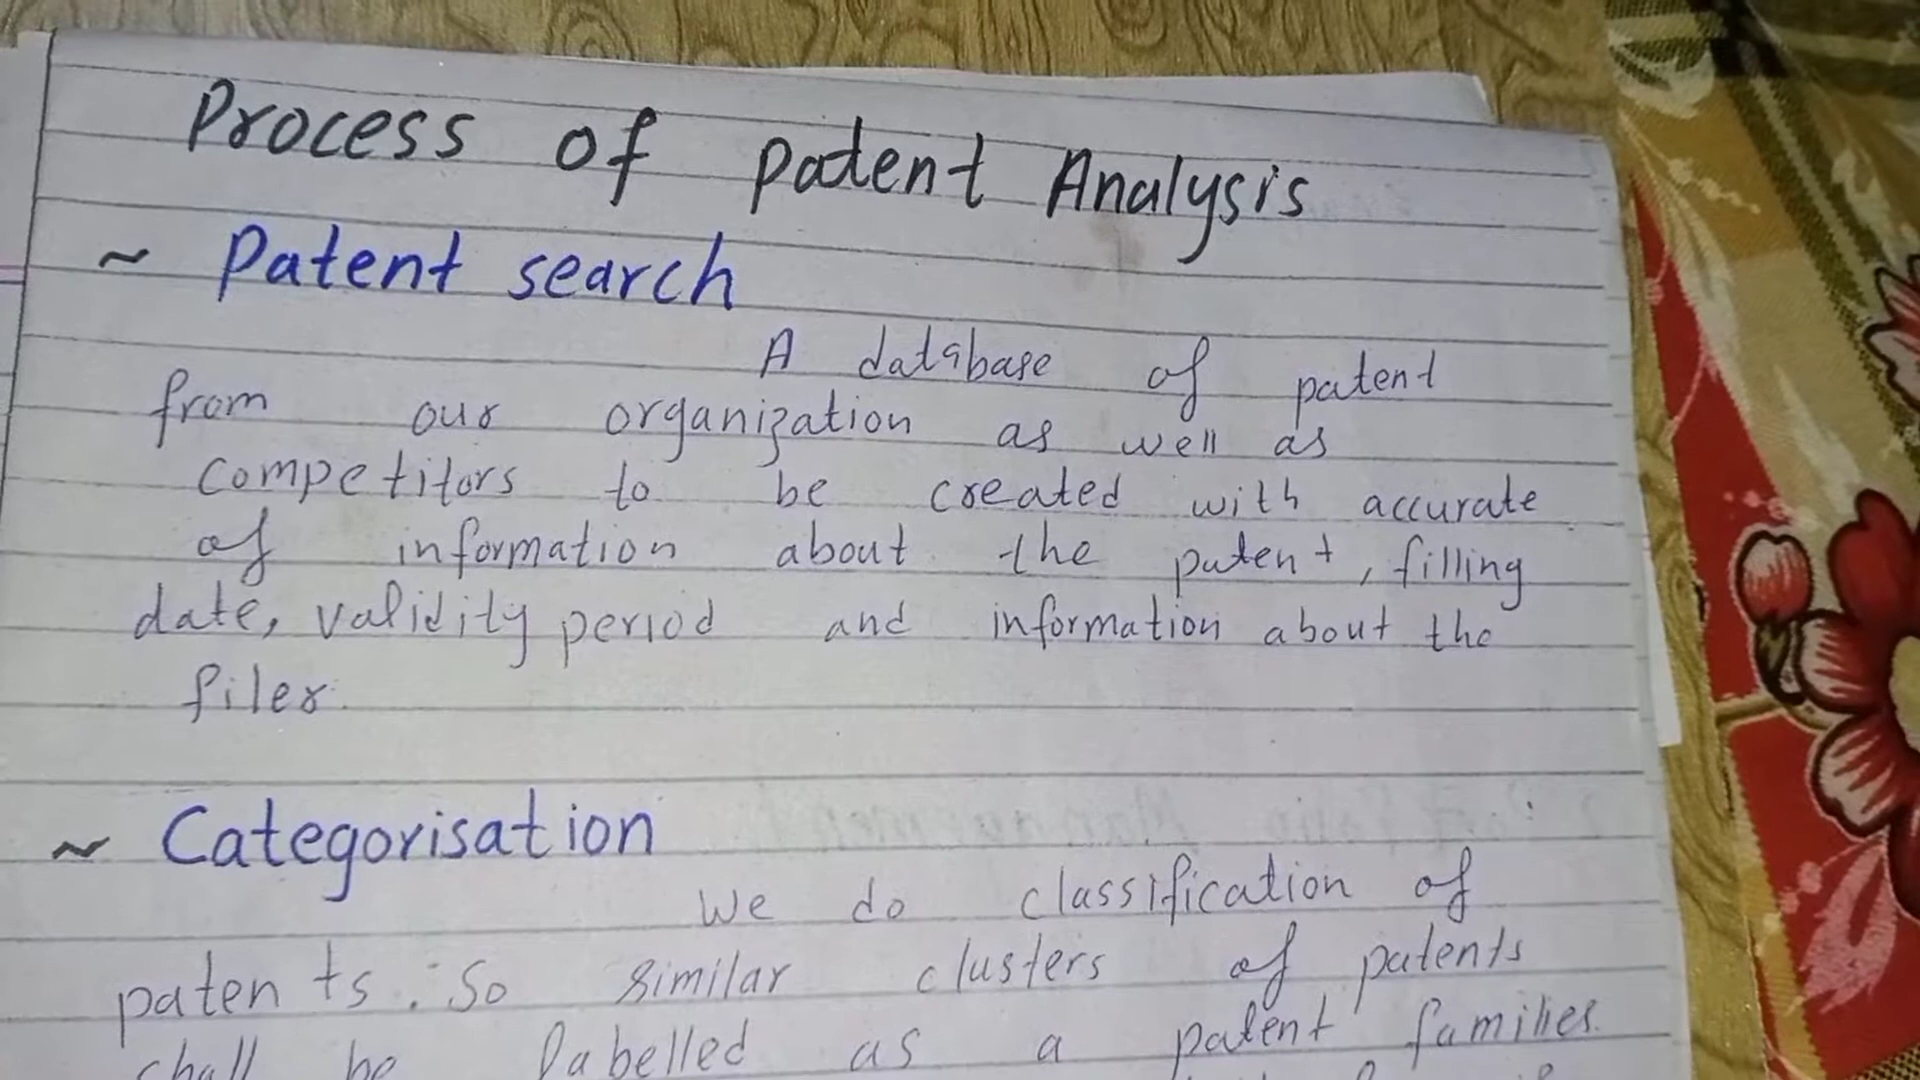 Process of patent Analysis
~ Patent search
A database of patent
from our organization as well as
competitors to be created with accurate
of information about the patent, filling
date, validity period and information about the
filer.
~ Categorisation
We do classification of
patents. So similar clusters of patents
shall be labelled as a patent families.